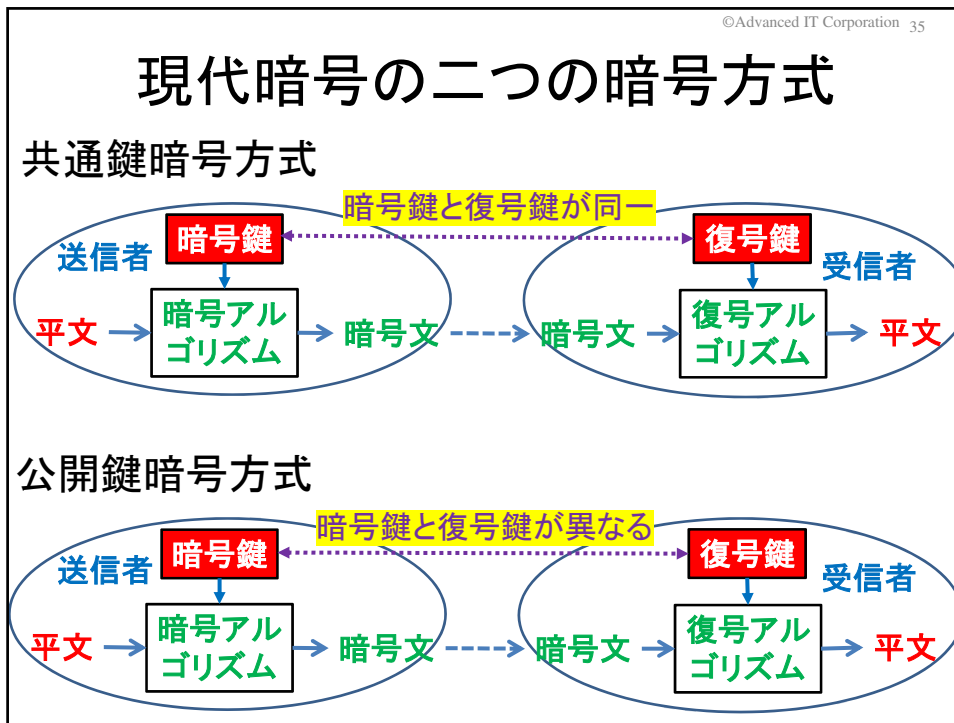 ©Advanced IT Corporation 35
現代暗号の二つの暗号方式
共通鍵暗号方式
暗号鍵と復号鍵が同一
暗号鍵
復号鍵
送信者
受信者
平文
暗号アル
ゴリズム
暗号文
暗号文
復号アル
ゴリズム
平文
公開鍵暗号方式
暗号鍵と復号鍵が異なる
暗号鍵
復号鍵
送信者
受信者
平文
暗号アル
ゴリズム
暗号文
暗号文
復号アル
ゴリズム
平文